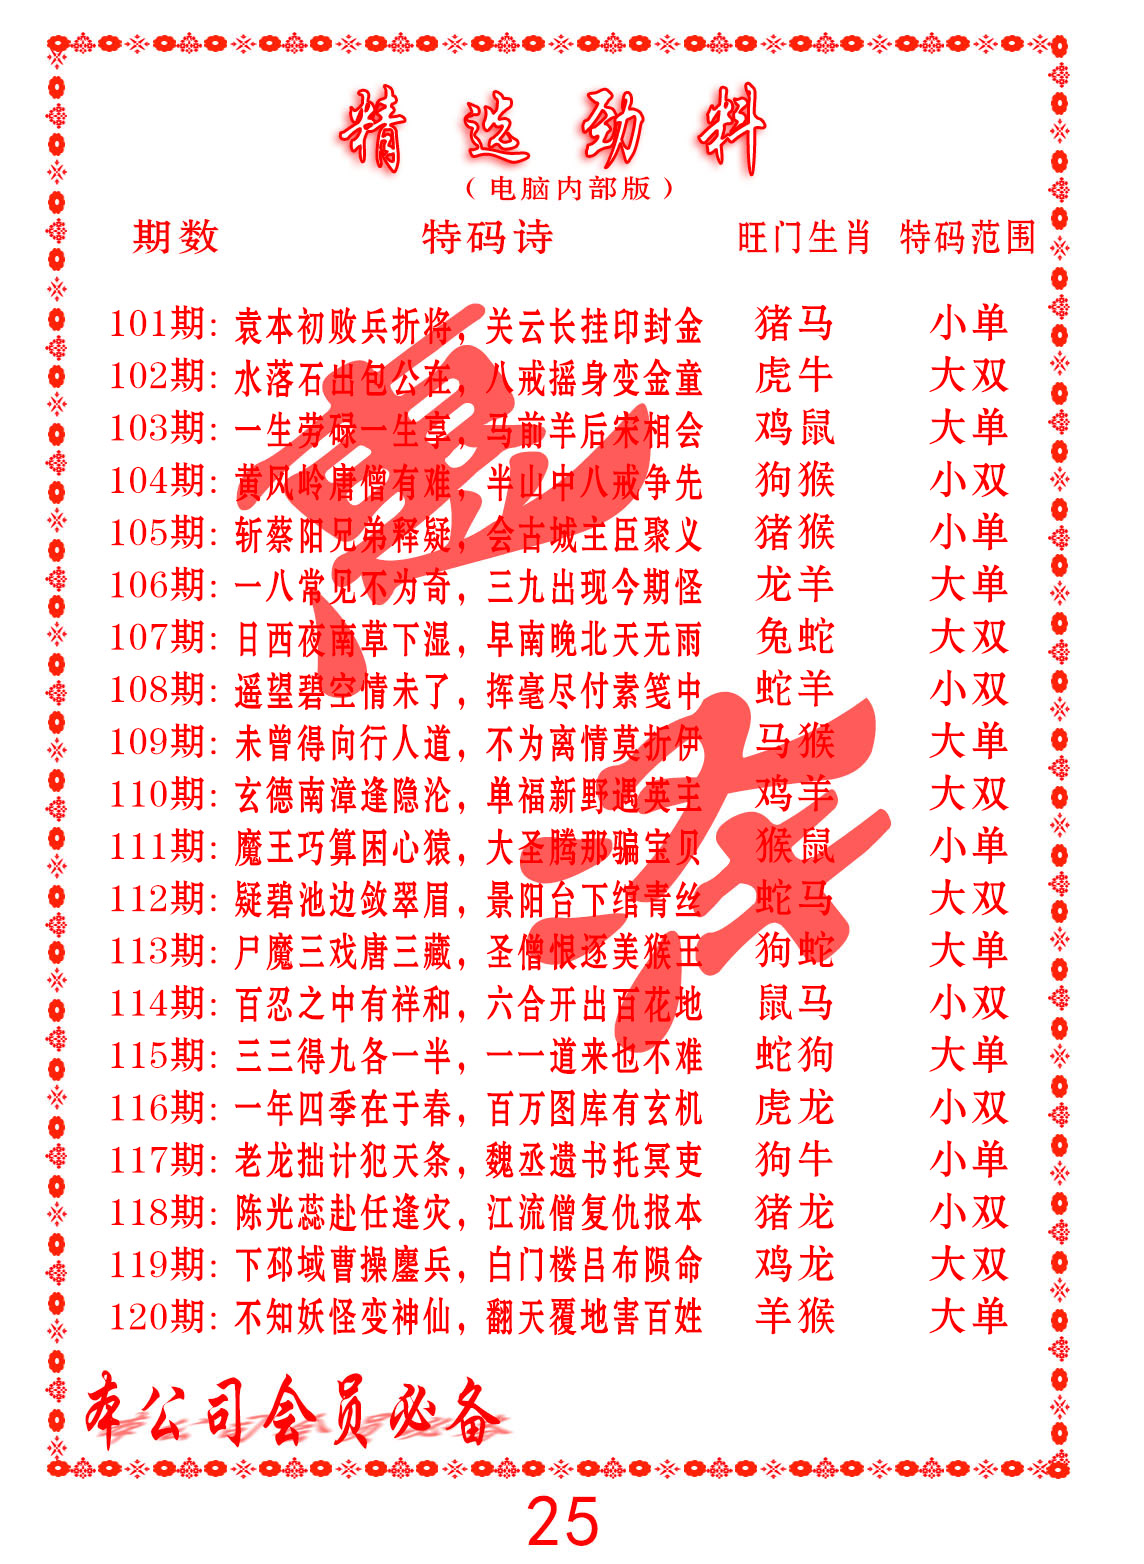 精选劲料
（电脑内部版）
期数 特码诗 旺门生肖 特码范围
101期：袁本初败兵折将，关云长挂印封金 猪马 小单
102期：水落石出包公在，八戒摇身变金童 虎牛 大双
103期：一生劳碌一生享，马前羊后宋相会 鸡鼠 大单
104期：黄风岭唐僧有难，半山中八戒争先 狗猴 小双
105期：斩蔡阳兄弟释疑，会古城主臣聚义 猪猴 小单
106期：一八常见不为奇，三九出现今期怪 龙羊 大单
107期：日西夜南草下湿，早南晚北天无雨 兔蛇 大双
108期：遥望碧空情未了，挥毫尽付素笺中 蛇羊 小双
109期：未曾得向行人道，不为离情莫折伊 马猴 大单
110期：玄德南漳逢隐沦，单福新野遇英主 鸡羊 大双
111期：魔王巧算困心猿，大圣腾那骗宝贝 猴鼠 小单
112期：疑碧池边敛翠眉，景阳台下绾青丝 蛇马 大双
113期：尸魔三戏唐三藏，圣僧恨逐美猴王 狗蛇 大单
114期：百忍之中有祥和，六合开出百花地 鼠马 小双
115期：三三得九各一半，一一道来也不难 蛇狗 大单
116期：一年四季在于春，百万图库有玄机 虎龙 小双
117期：老龙拙计犯天条，魏丞遗书托冥吏 狗牛 小单
118期：陈光蕊赴任逢灾，江流僧复仇报本 猪龙 小双
119期：下邳域曹操鏖兵，白门楼吕布陨命 鸡龙 大双
120期：不知妖怪变神仙，翻天覆地害百姓 羊猴 大单
本公司会员必备
25